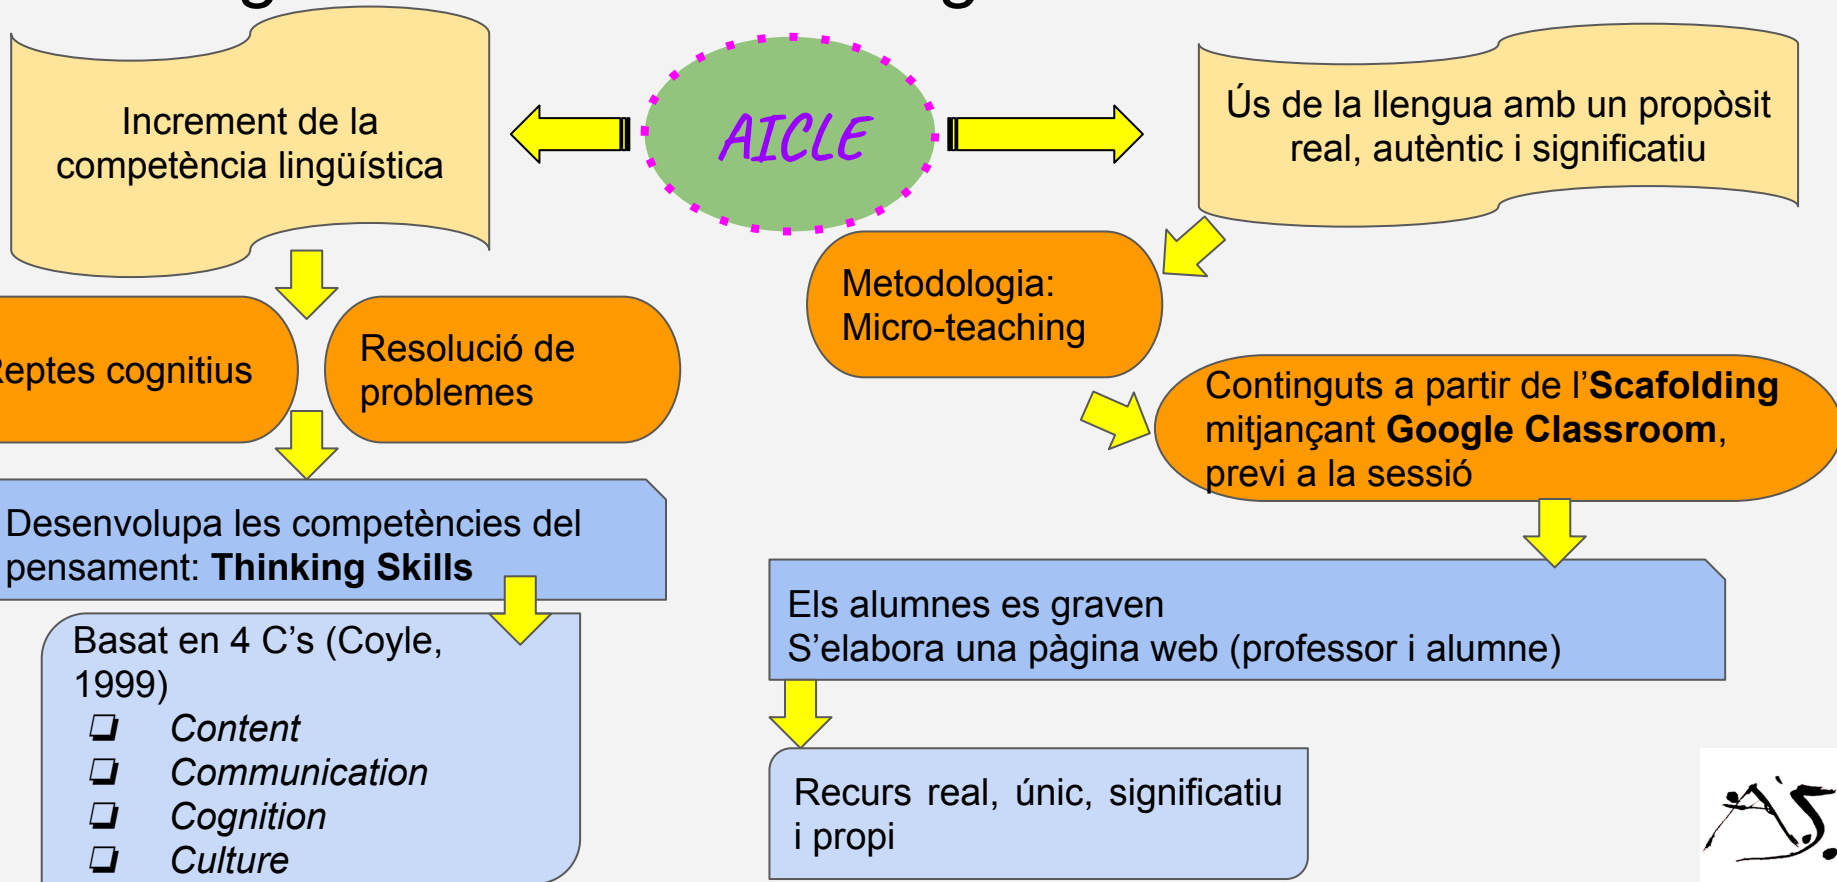 AICLE
Increment de la
competència lingüística
Reptes cognitius
Resolució de
problemes
Desenvolupa les competències del
pensament: Thinking Skills
Basat en 4 C’s (Coyle,
1999)
❏ Content
❏ Communication
❏ Cognition
❏ Culture
Ús de la llengua amb un propòsit
real, autèntic i significatiu
Metodologia:
Micro-teaching
Continguts a partir de l’Scafolding
mitjançant Google Classroom,
previ a la sessió
Els alumnes es graven
S’elabora una pàgina web (professor i alumne)
Recurs real, únic, significatiu
i propi